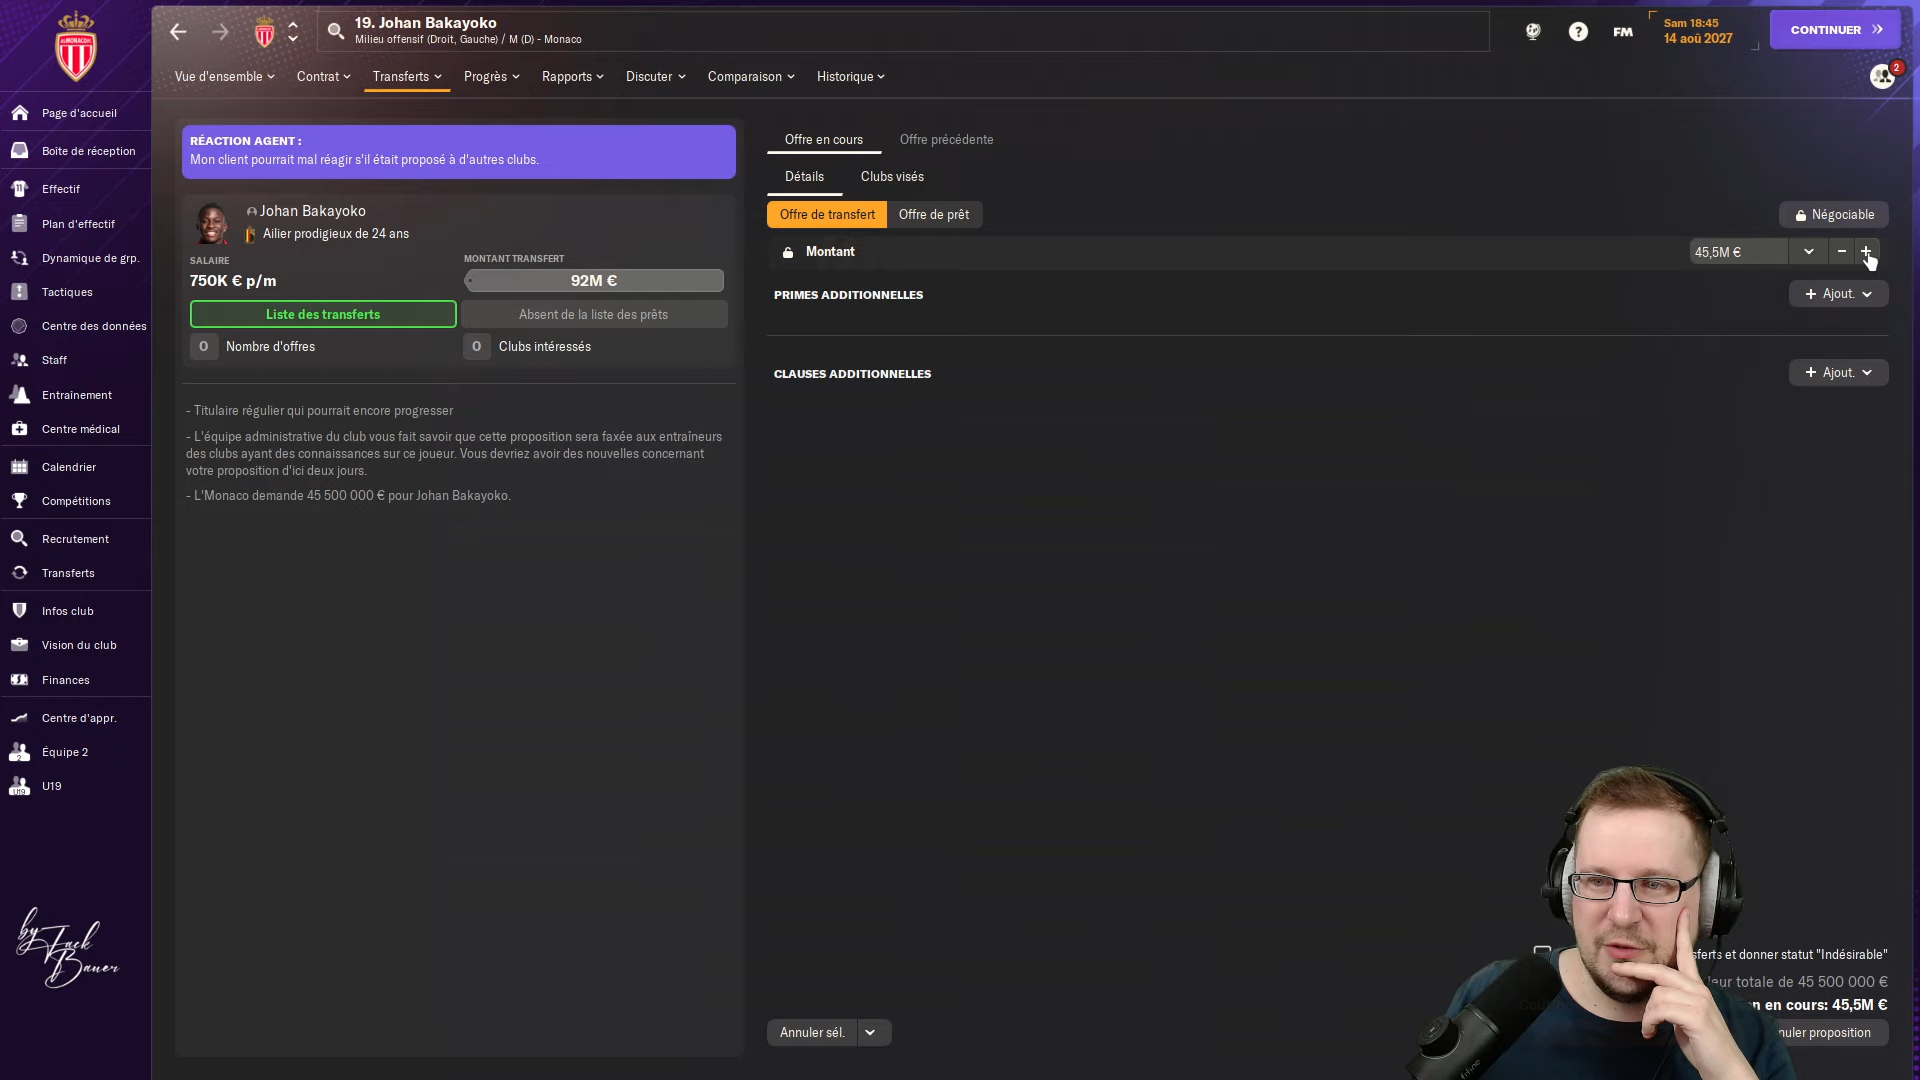 19. Johan Bakayoko
Milieu offensif (Droit, Gauche) / M (D) - Monaco
FM
Sam 18:45
14 aoû 2027
CONTINUER
2
Vue d'ensemble
Contrat
Transferts
Progrès
Rapports
Discuter
Comparaison
Historique
Page d'accueil
Boîte de réception
Effectif
Plan d'effectif
Dynamique de grp.
Tactiques
Centre des données
Staff
Entraînement
Centre médical
Calendrier
Compétitions
Recrutement
Transferts
Infos club
Vision du club
Finances
Centre d'appr.
Équipe 2
U19
by Jack Bauer
RÉACTION AGENT :
Mon client pourrait mal réagir s'il était proposé à d'autres clubs.
Johan Bakayoko
Ailier prodigieux de 24 ans
SALAIRE
750K € p/m
MONTANT TRANSFERT
92M €
Liste des transferts
Absent de la liste des prêts
0 Nombre d'offres
0 Clubs intéressés
- Titulaire régulier qui pourrait encore progresser
- L'équipe administrative du club vous fait savoir que cette proposition sera faxée aux entraîneurs
des clubs ayant des connaissances sur ce joueur. Vous devriez avoir des nouvelles concernant
votre proposition d'ici deux jours.
- L'Monaco demande 45 500 000 € pour Johan Bakayoko.
Offre en cours
Offre précédente
Détails
Clubs visés
Offre de transfert
Offre de prêt
Négociable
Montant
45,5M €
PRIMES ADDITIONNELLES
+ Ajout.
CLAUSES ADDITIONNELLES
+ Ajout.
et donner statut "Indésirable"
totale de 45 500 000 €
en cours: 45,5M €
Annuler sél.
proposition